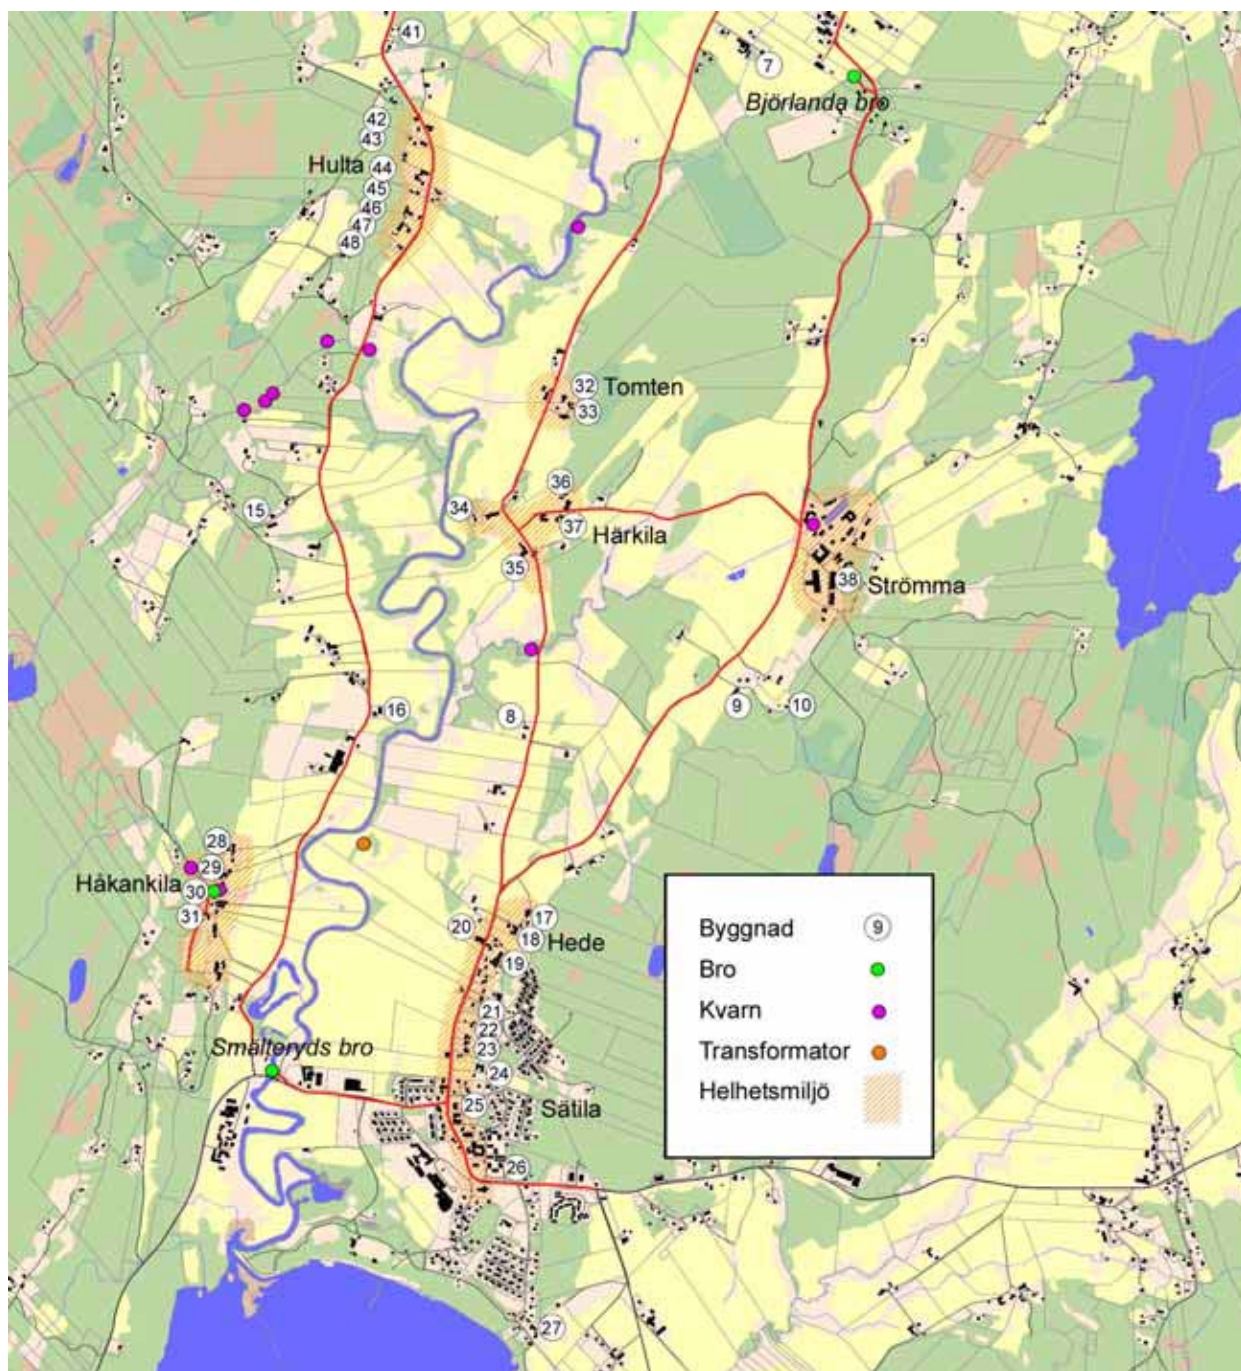 41
7
Björlanda bro
42
43
Hulta
44
45
46
47
48
32
Tomten
33
36
34
15
37
Härkila
35
38
Strömma
9
10
16
8
28
29
Håkankila
30
31
17
20
18
Hede
19
21
22
23
24
25
Sätila
26
27
Smälteryds bro
Byggnad 9
Bro
Kvarn
Transformator
Helhetsmiljö